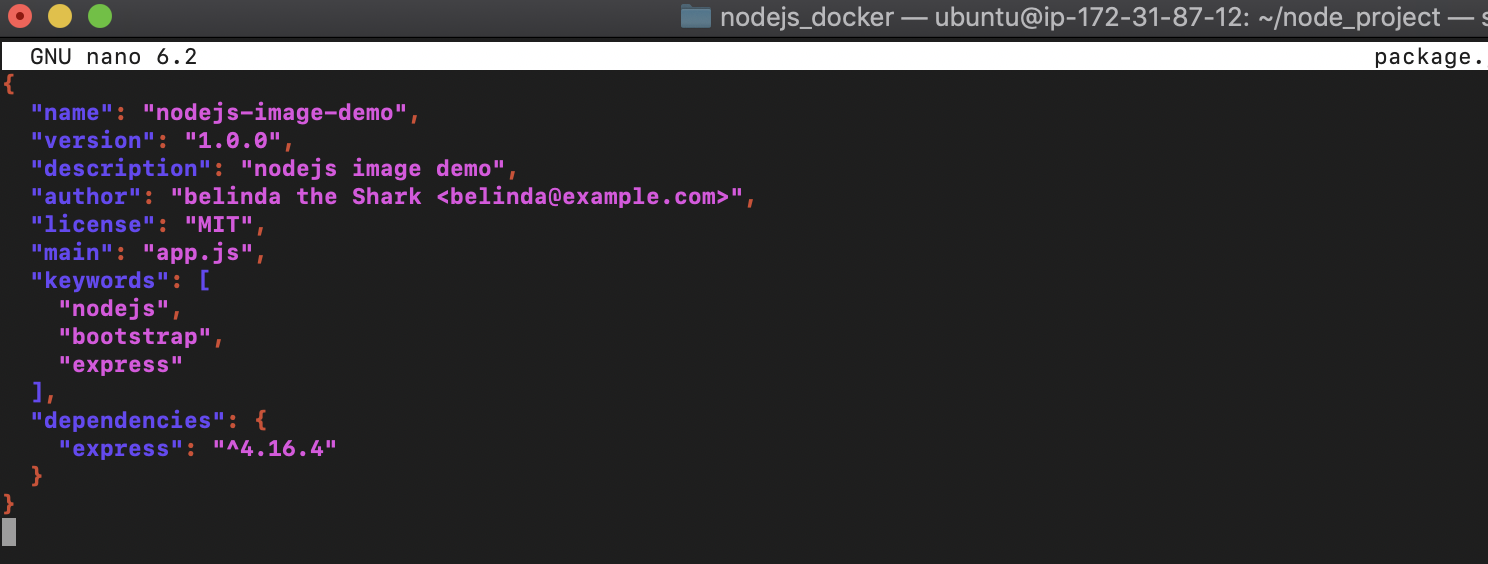 nodejs_docker — ubuntu@ip-172-31-87-12: ~/node_project —
GNU nano 6.2 package.
{
"name": "nodejs-image-demo",
"version": "1.0.0",
"description": "nodejs image demo",
"author": "belinda the Shark <belinda@example.com>",
"license": "MIT",
"main": "app.js",
"keywords": [
"nodejs",
"bootstrap",
"express"
],
"dependencies": {
"express": "^4.16.4"
}
}